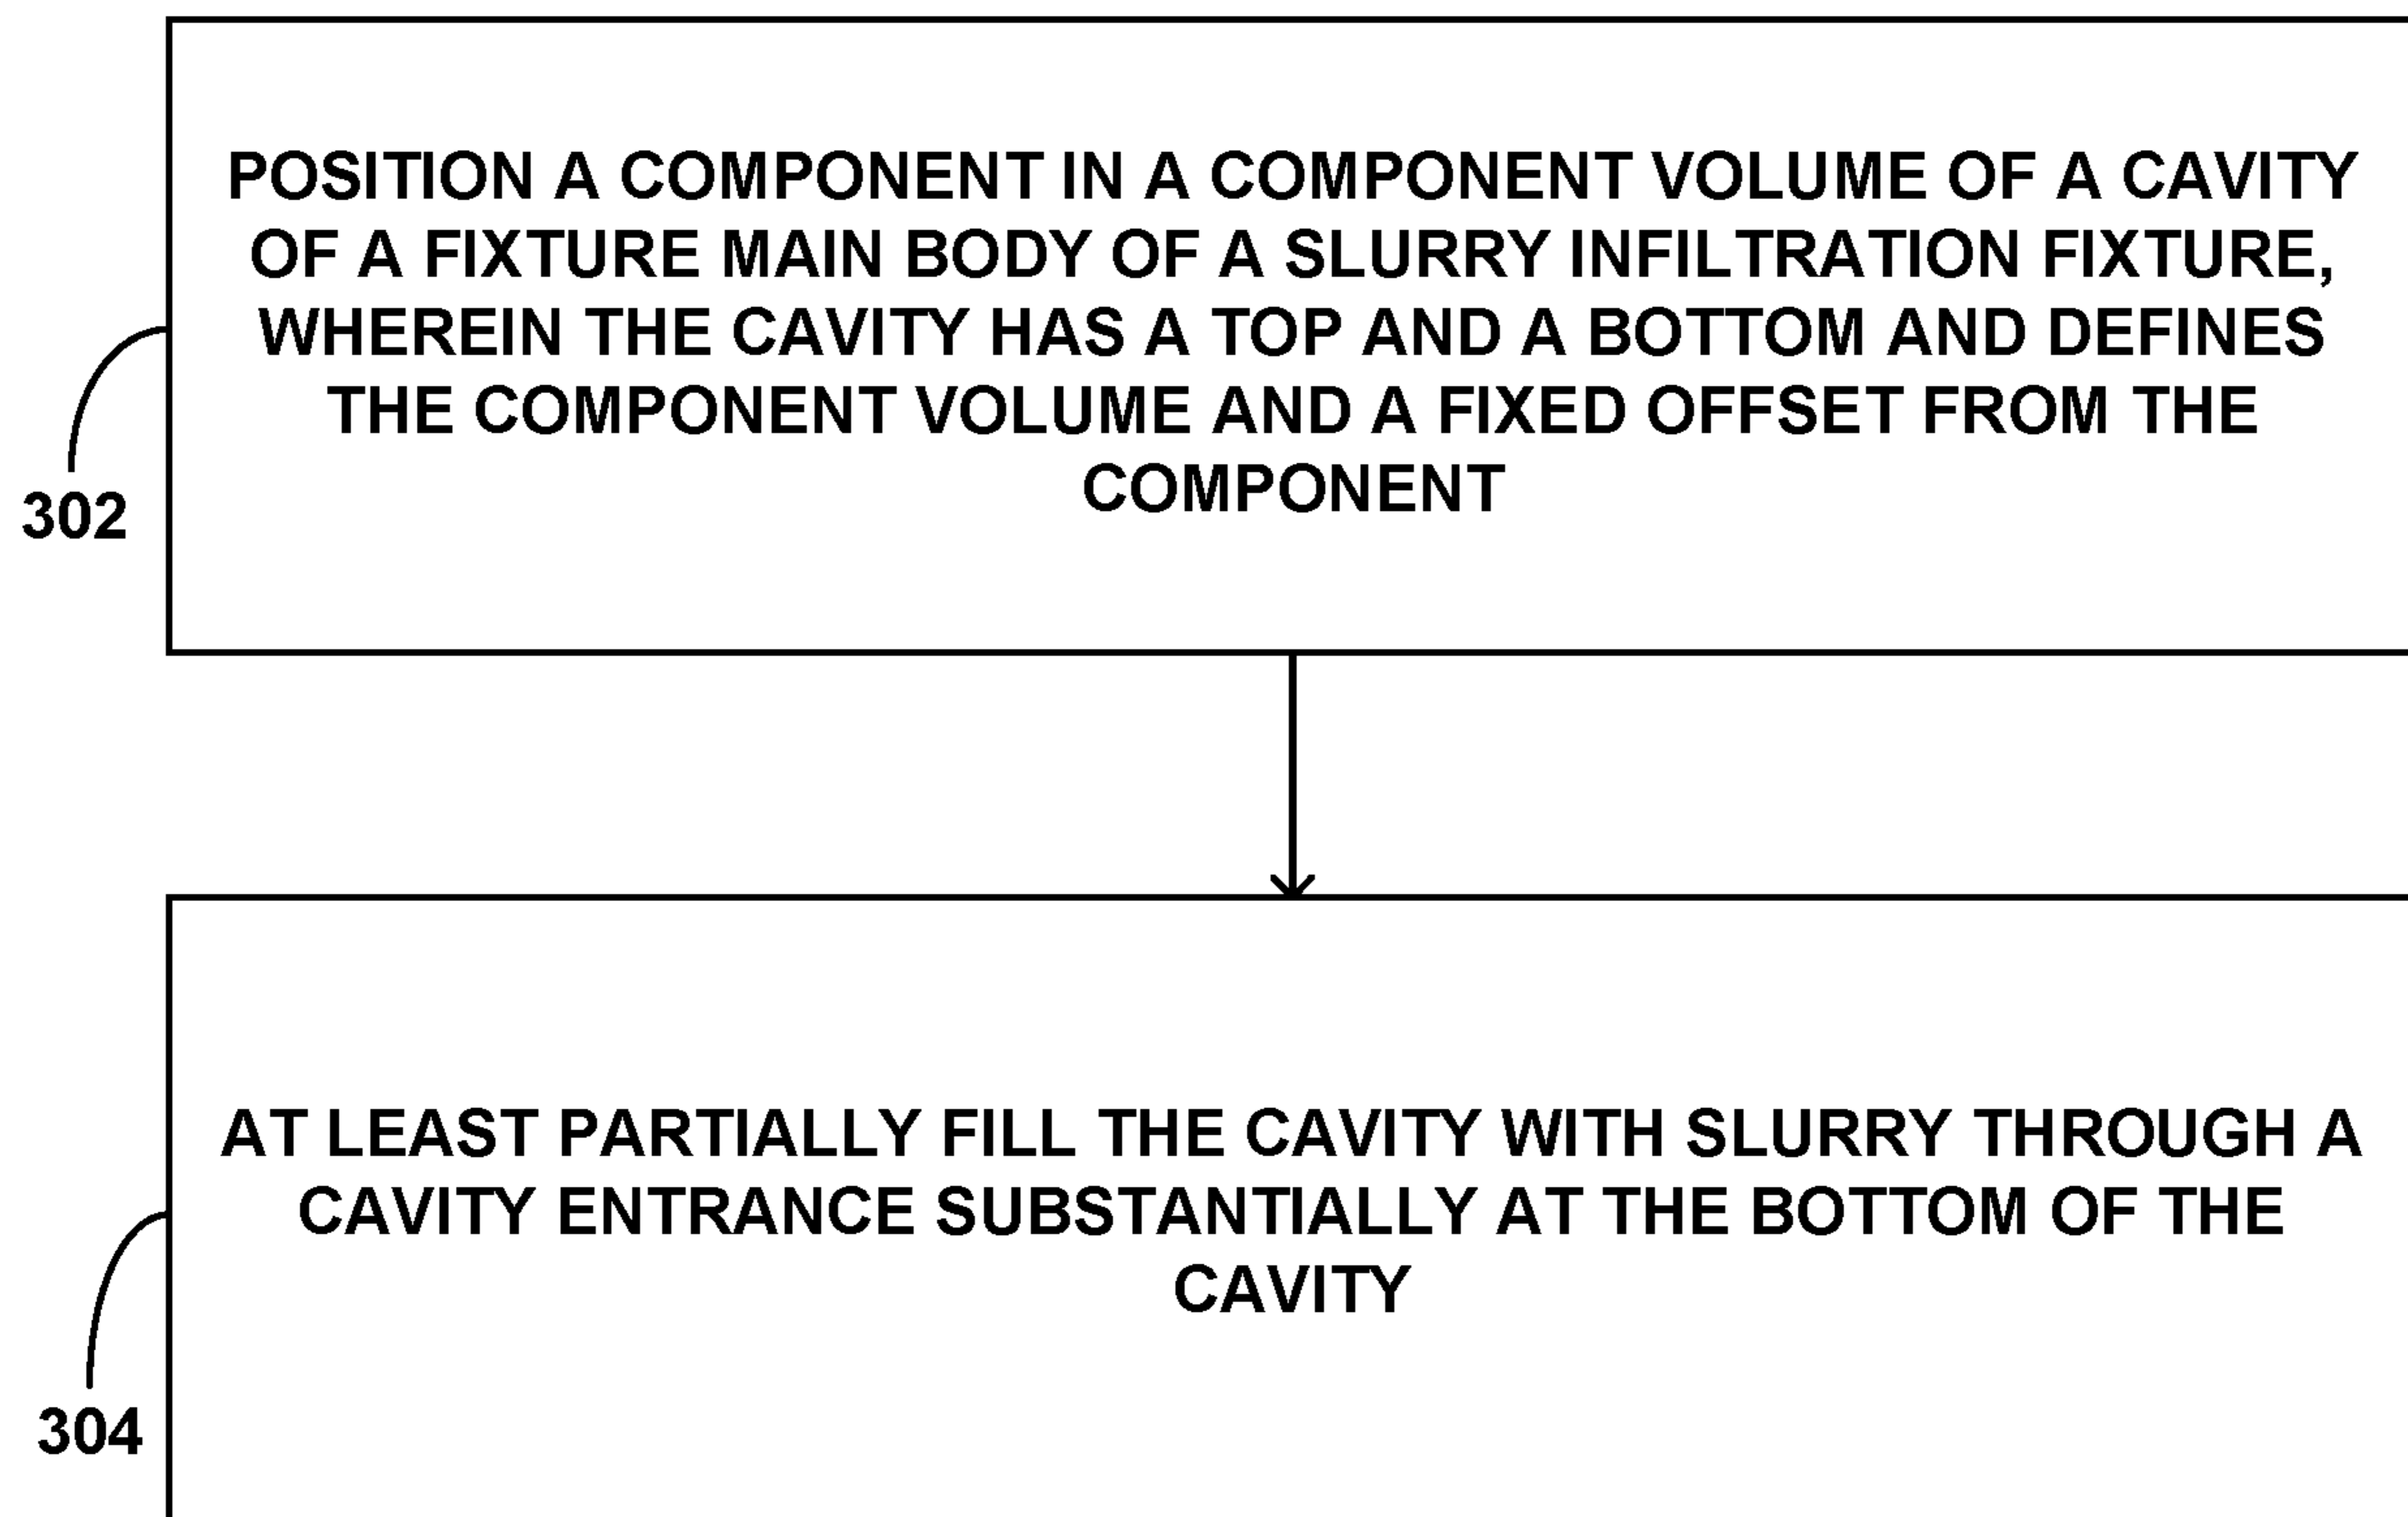 POSITION A COMPONENT IN A COMPONENT VOLUME OF A CAVITY
OF A FIXTURE MAIN BODY OF A SLURRY INFILTRATION FIXTURE,
WHEREIN THE CAVITY HAS A TOP AND A BOTTOM AND DEFINES
THE COMPONENT VOLUME AND A FIXED OFFSET FROM THE
COMPONENT
302
AT LEAST PARTIALLY FILL THE CAVITY WITH SLURRY THROUGH A
CAVITY ENTRANCE SUBSTANTIALLY AT THE BOTTOM OF THE
CAVITY
304